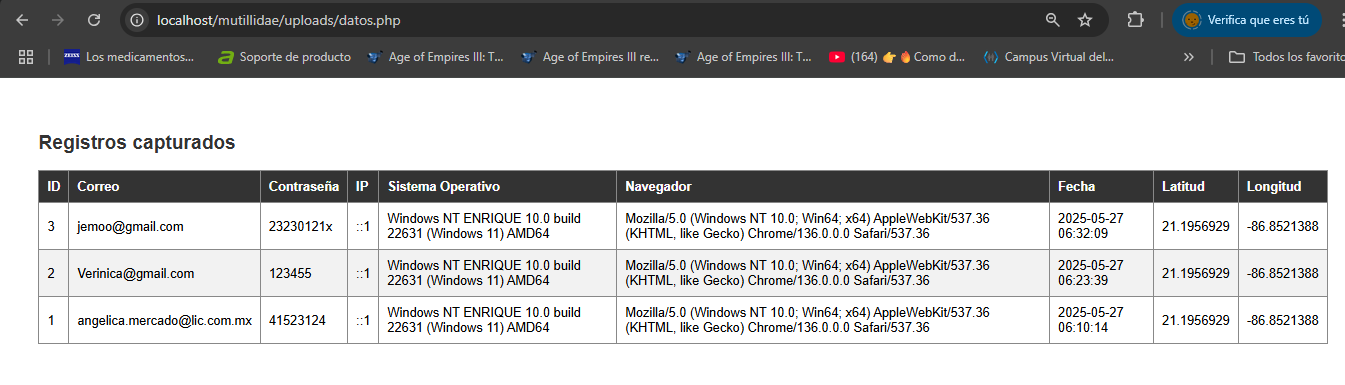 localhost/mutillidae/uploads/datos.php
Verifica que eres tú
ZEISS Los medicamentos... Soporte de producto Age of Empires III: T... Age of Empires III re... Age of Empires III: T... (164) 👉🔥Como d... Campus Virtual del... » Todos los favorito
Registros capturados
ID Correo Contraseña IP Sistema Operativo Navegador Fecha Latitud Longitud
3 jemoo@gmail.com 23230121x ::1 Windows NT ENRIQUE 10.0 build Mozilla/5.0 (Windows NT 10.0; Win64; x64) AppleWebKit/537.36 2025-05-27 21.1956929 -86.8521388
22631 (Windows 11) AMD64 (KHTML, like Gecko) Chrome/136.0.0.0 Safari/537.36 06:32:09
2 Verinica@gmail.com 123455 ::1 Windows NT ENRIQUE 10.0 build Mozilla/5.0 (Windows NT 10.0; Win64; x64) AppleWebKit/537.36 2025-05-27 21.1956929 -86.8521388
22631 (Windows 11) AMD64 (KHTML, like Gecko) Chrome/136.0.0.0 Safari/537.36 06:23:39
1 angelica.mercado@lic.com.mx 41523124 ::1 Windows NT ENRIQUE 10.0 build Mozilla/5.0 (Windows NT 10.0; Win64; x64) AppleWebKit/537.36 2025-05-27 21.1956929 -86.8521388
22631 (Windows 11) AMD64 (KHTML, like Gecko) Chrome/136.0.0.0 Safari/537.36 06:10:14